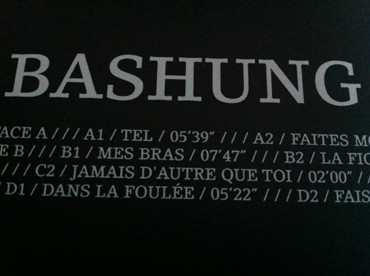 BASHUNG
FACE A /// A1 / TEL / 05'39" /// A2 / FAITES
B /// B1 / MES BRAS / 07'47" /// B2 / LA
/// C2 / JAMAIS D'AUTRE QUE TOI / 02'00" //
D1 / DANS LA FOULÉE / 05'22" /// D2 /